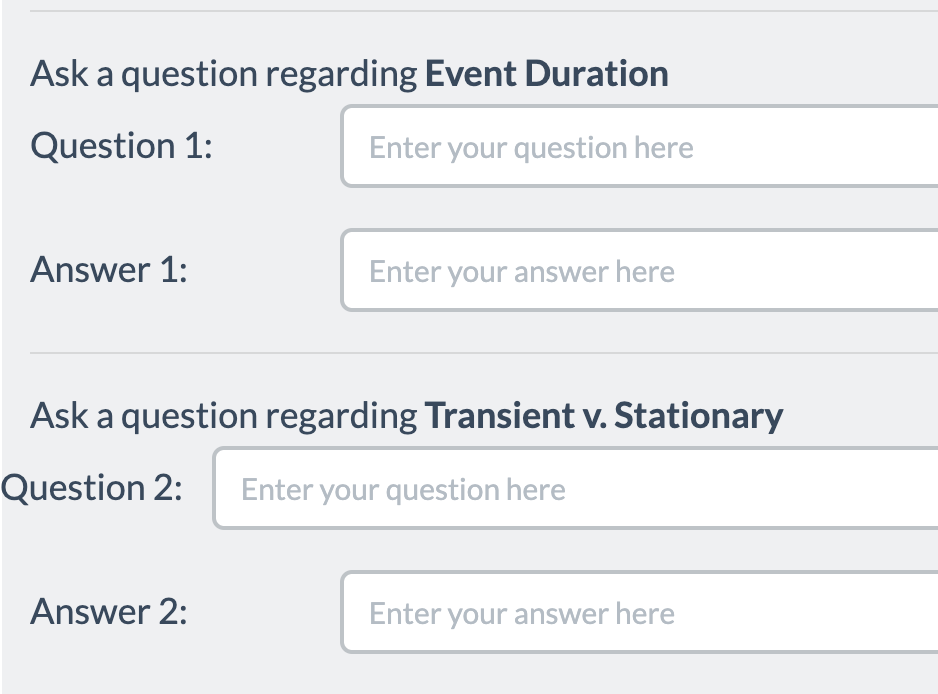 Ask a question regarding Event Duration
Question 1: Enter your question here
Answer 1: Enter your answer here
Ask a question regarding Transient v. Stationary
Question 2: Enter your question here
Answer 2: Enter your answer here